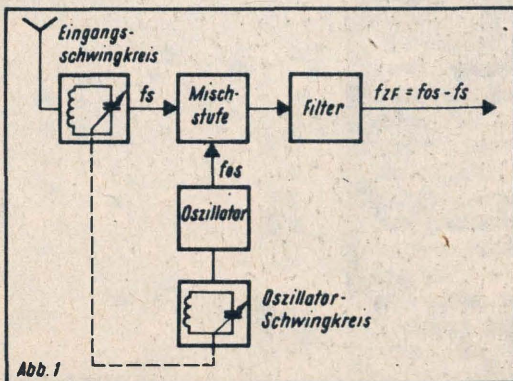 Eingangs-
schwingkreis
fs
Misch-
stufe
Filter
fZF = fos - fs
fos
Oszillator
Oszillator-
Schwingkreis
Abb. 1